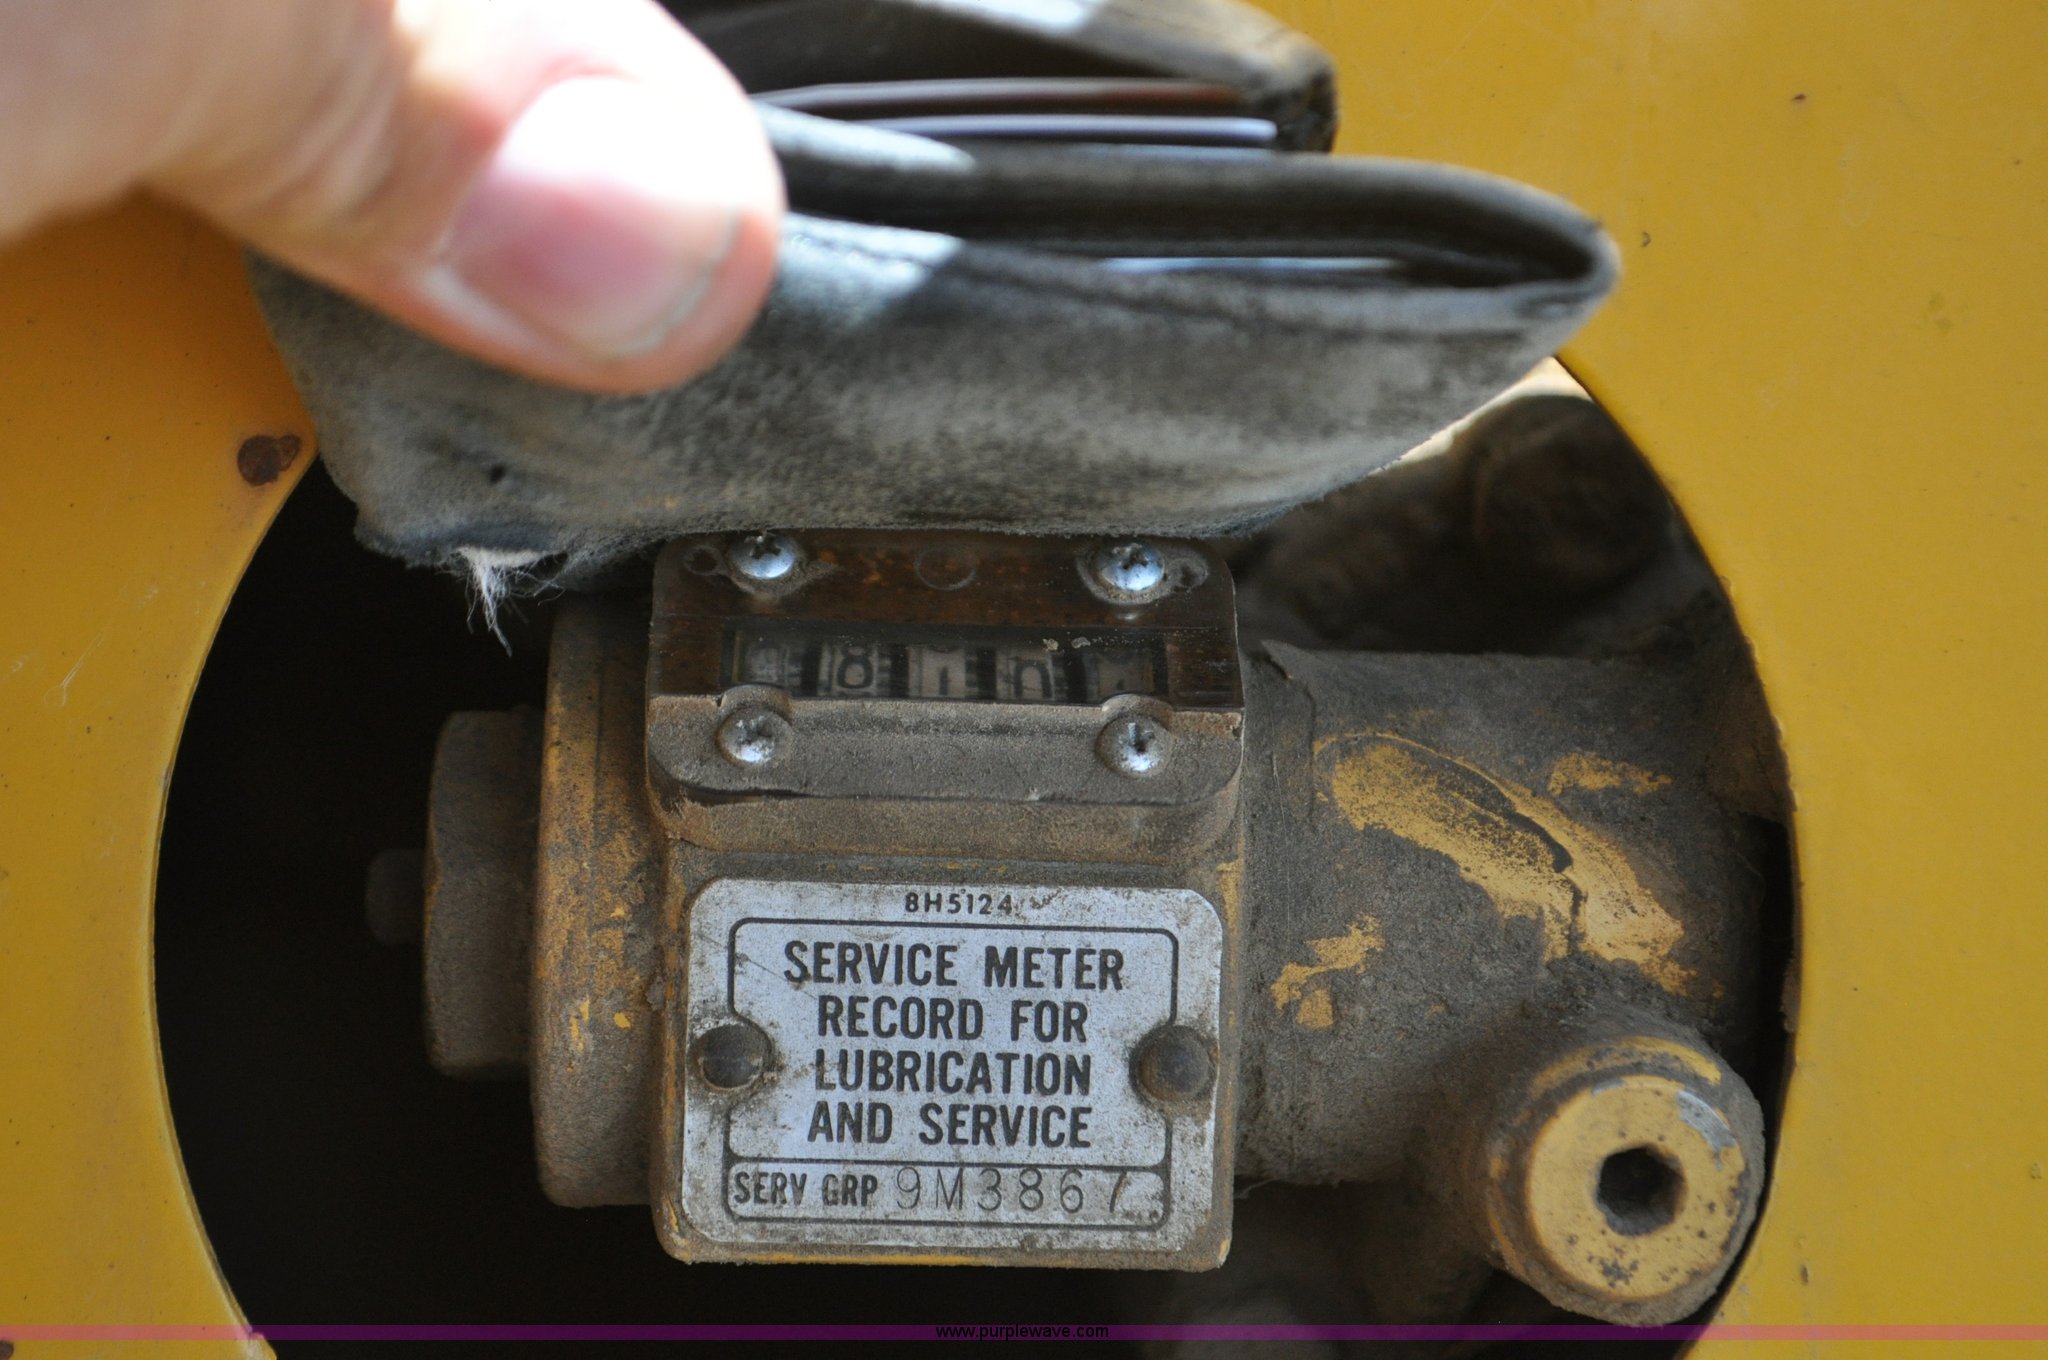 8H5124
SERVICE METER
RECORD FOR
LUBRICATION
AND SERVICE
SERV GRP 9M3867
www.purplewave.com